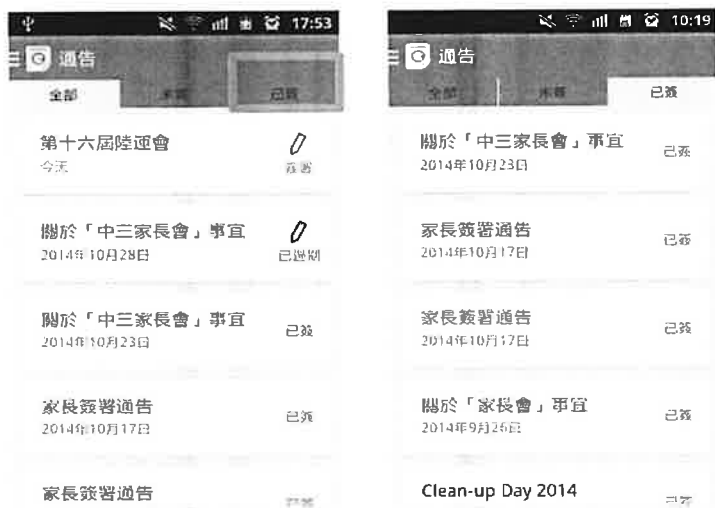 17:53
通告
全部
未簽
已簽
第十六屆陸運會
今天
簽署
關於「中三家長會」事宜
2014年10月28日
已過期
關於「中三家長會」事宜
2014年10月23日
已簽
家長簽署通告
2014年10月17日
已簽
家長簽署通告
已簽
10:19
通告
全部
未簽
已簽
關於「中三家長會」事宜
2014年10月23日
已簽
家長簽署通告
2014年10月17日
已簽
家長簽署通告
2014年10月17日
已簽
關於「家長會」事宜
2014年9月26日
已簽
Clean-up Day 2014
已簽